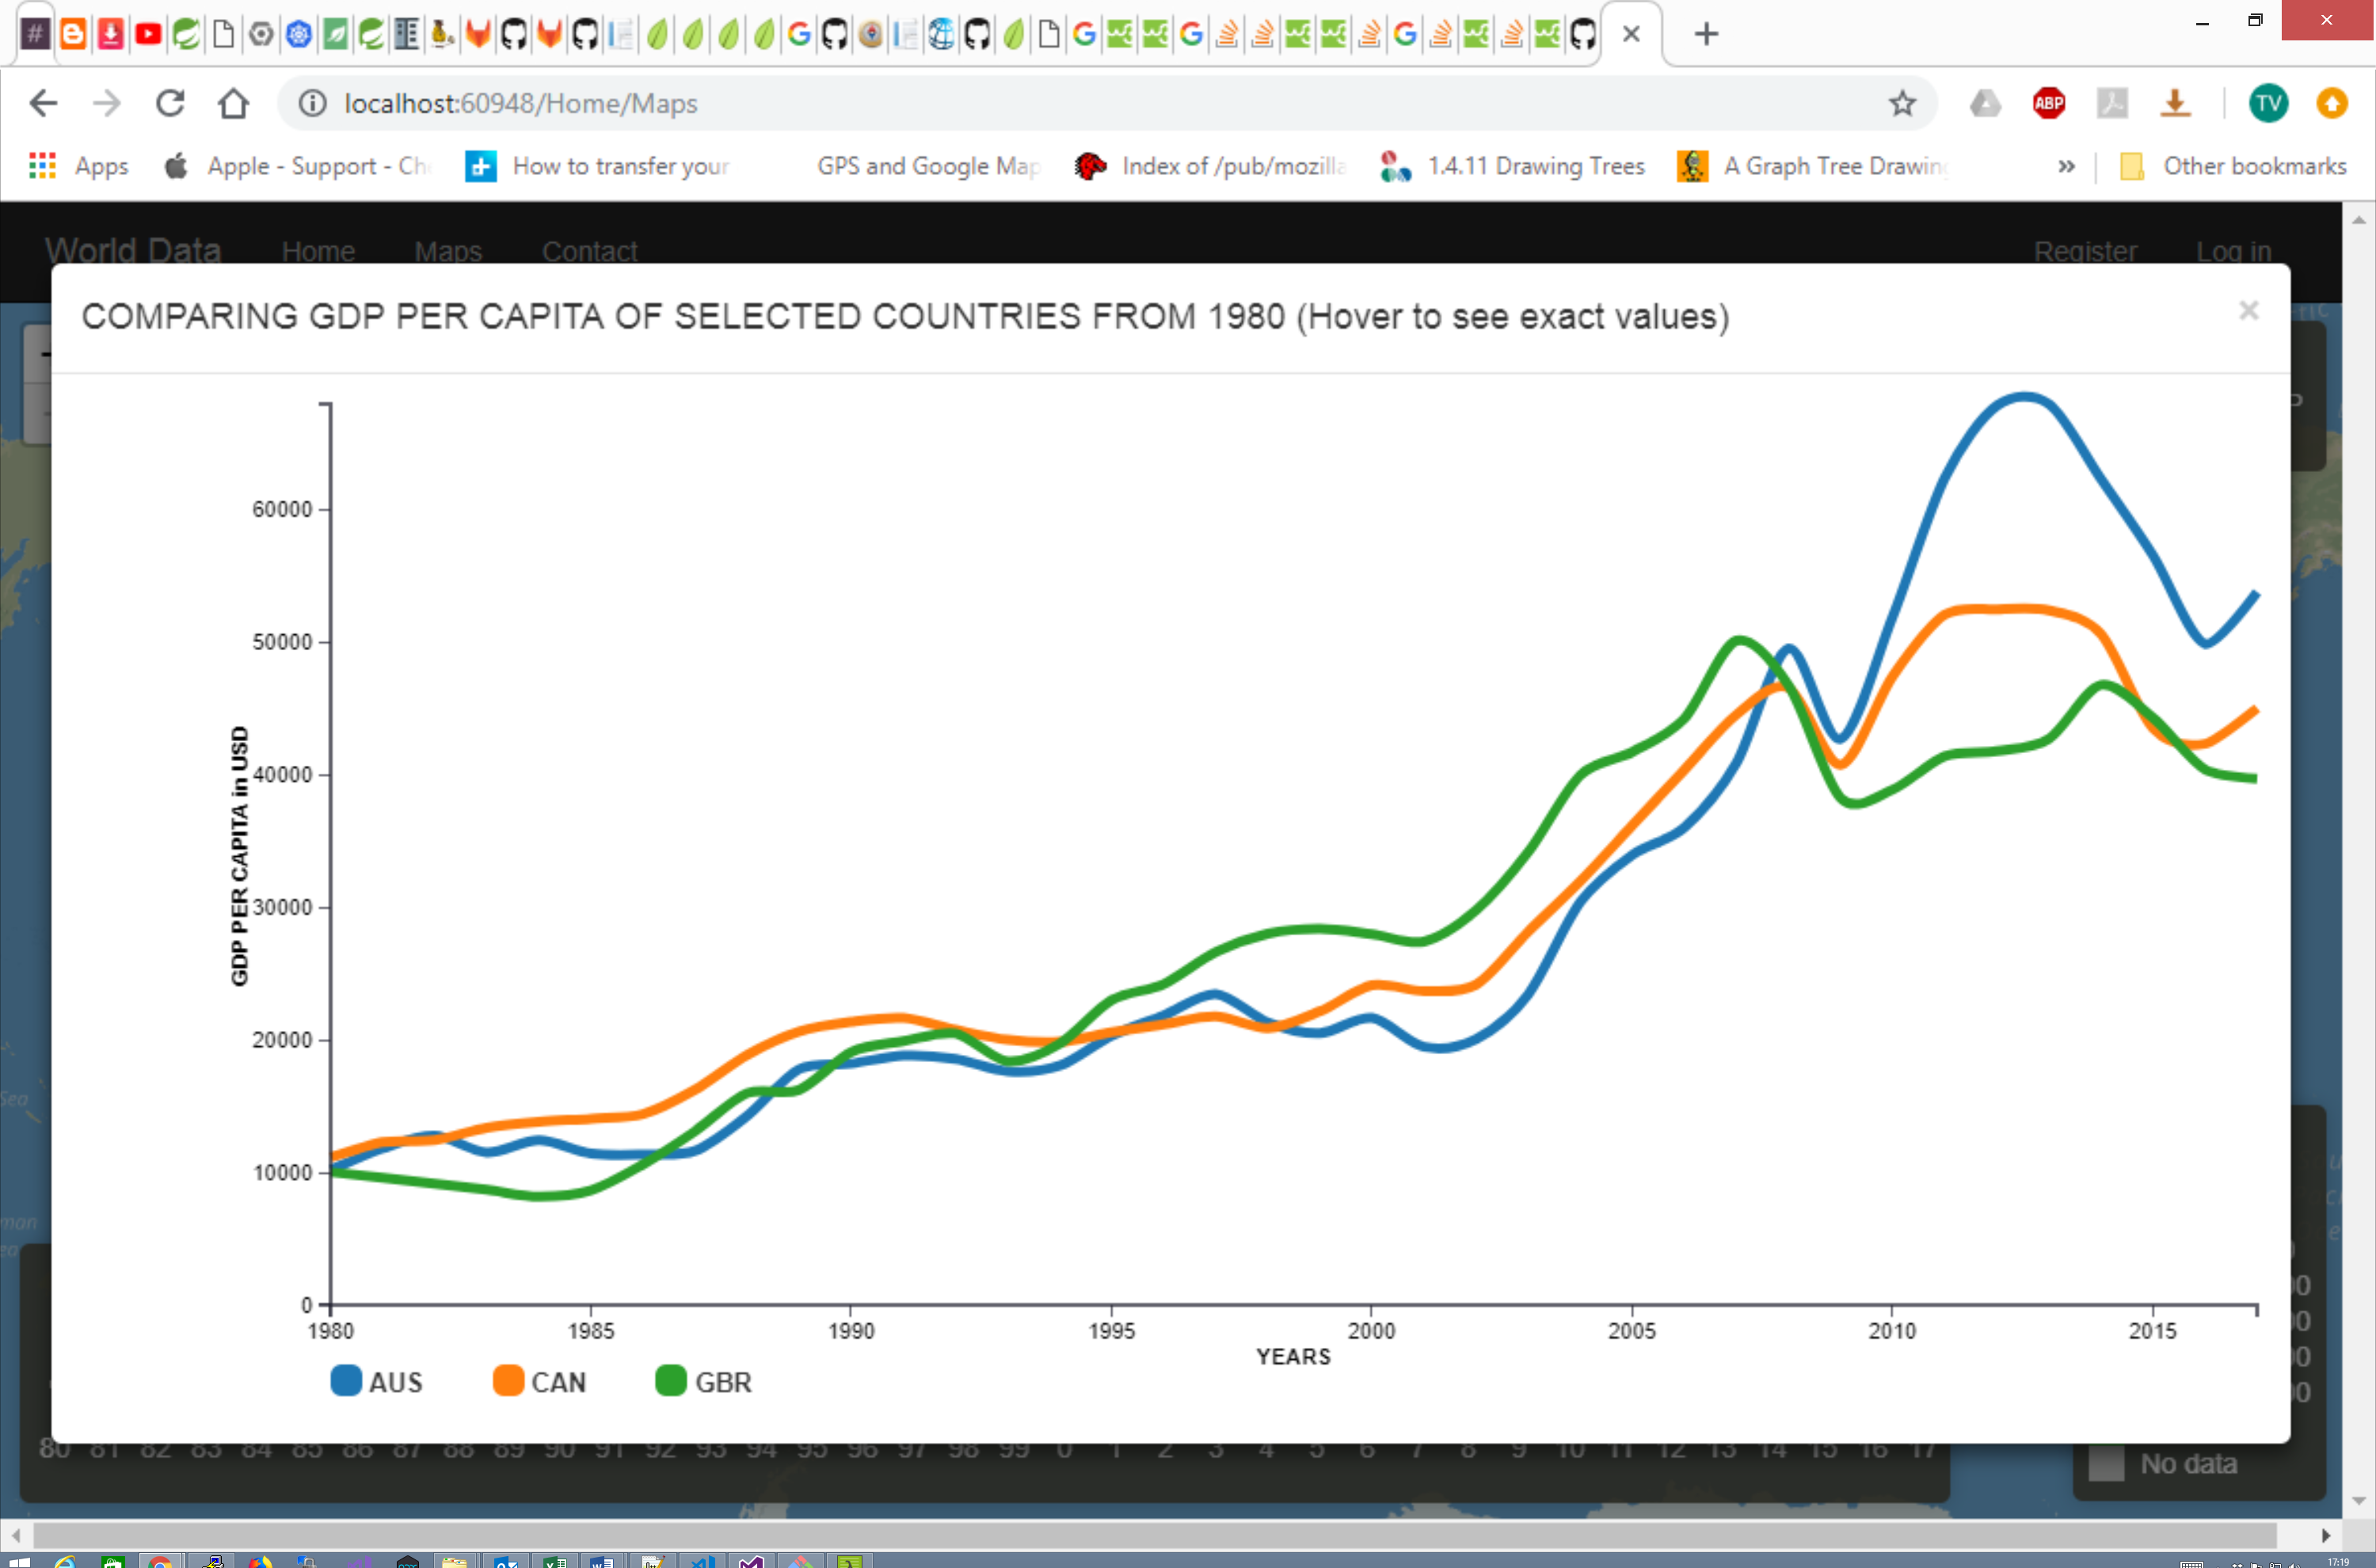 localhost:60948/Home/Maps
ABP
TV
Apps
Apple - Support - Ch
How to transfer your
GPS and Google Map
Index of /pub/mozilla
1.4.11 Drawing Trees
A Graph Tree Drawing
»
Other bookmarks
World Data Home Maps Contact Register Log in
COMPARING GDP PER CAPITA OF SELECTED COUNTRIES FROM 1980 (Hover to see exact values)
×
60000
50000
40000
30000
20000
10000
0
GDP PER CAPITA in USD
1980 1985 1990 1995 2000 2005 2010 2015
YEARS
AUS CAN GBR
Sea
80 81 82 83 84 85 86 87 88 89 90 91 92 93 94 95 96 97 98 99 0 1 2 3 4 5 6 7 8 9 10 11 12 13 14 15 16 17
No data
17:19